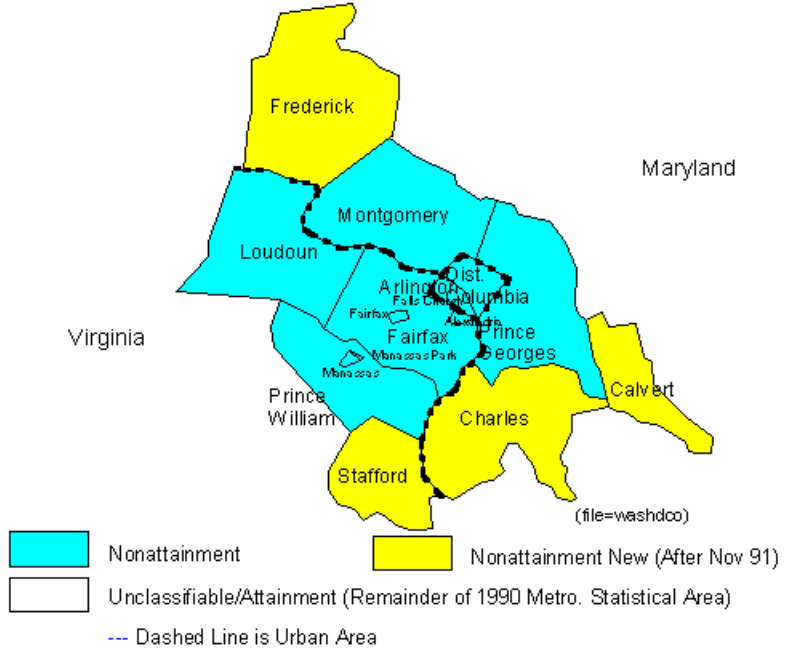 Frederick
Maryland
Montgomery
Loudoun
Dist.
Arlington
Columbia
Falls Church
Fairfax
Alexandria
Virginia
Fairfax
Prince
Georges
Manassas Park
Manassas
Calvert
Prince
William
Charles
Stafford
(file=washdco)
Nonattainment
Nonattainment New (After Nov 91)
Unclassifiable/Attainment (Remainder of 1990 Metro. Statistical Area)
--- Dashed Line is Urban Area